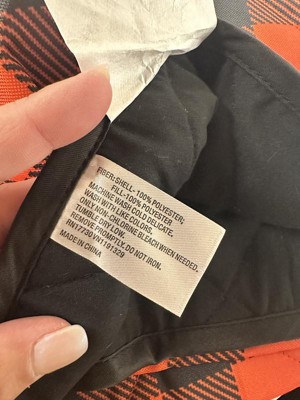 FIBER:SHELL- 100% POLYESTER;
FILL-100% POLYESTER
MACHINE WASH COLD DELICATE.
WASH WITH LIKE COLORS.
ONLY NON-CHLORINE BLEACH WHEN NEEDED.
TUMBLE DRY LOW.
REMOVE PROMPTLY. DO NOT IRON.
RN17730 VN1191329
MADE IN CHINA